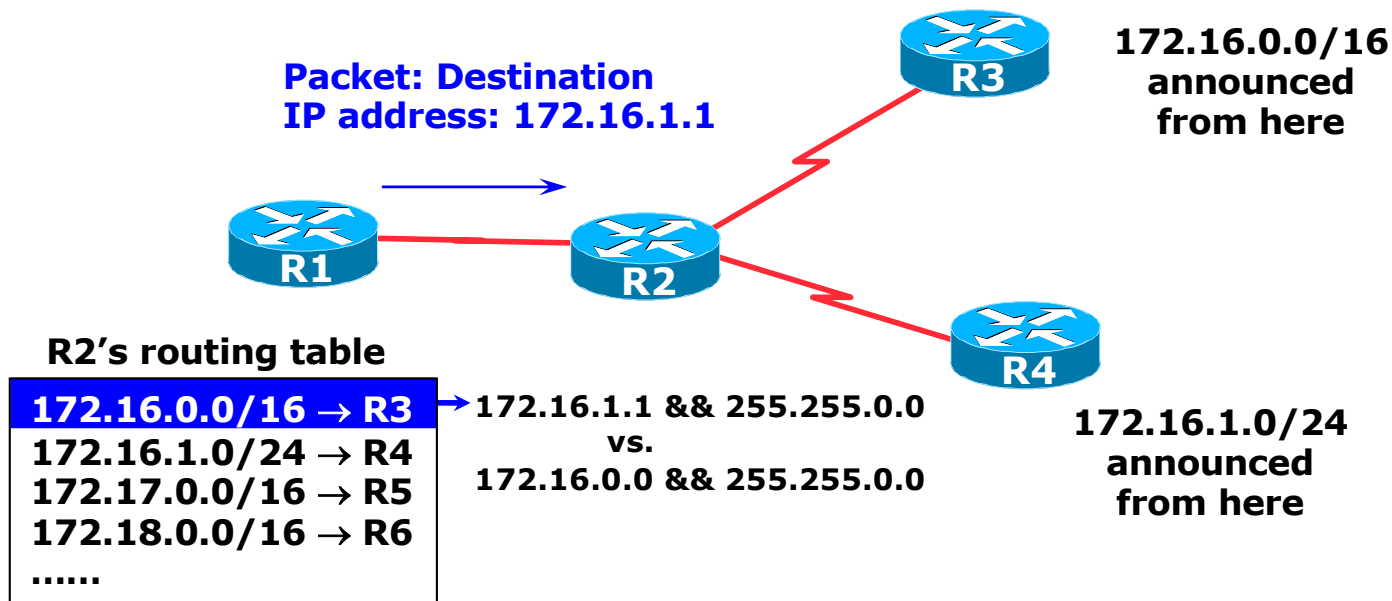 172.16.0.0/16
announced
from here
Packet: Destination
IP address: 172.16.1.1
R3
R1
R2
R4
R2’s routing table
172.16.0.0/16 → R3
172.16.1.0/24 → R4
172.17.0.0/16 → R5
172.18.0.0/16 → R6
……
172.16.1.1 && 255.255.0.0
vs.
172.16.0.0 && 255.255.0.0
172.16.1.0/24
announced
from here